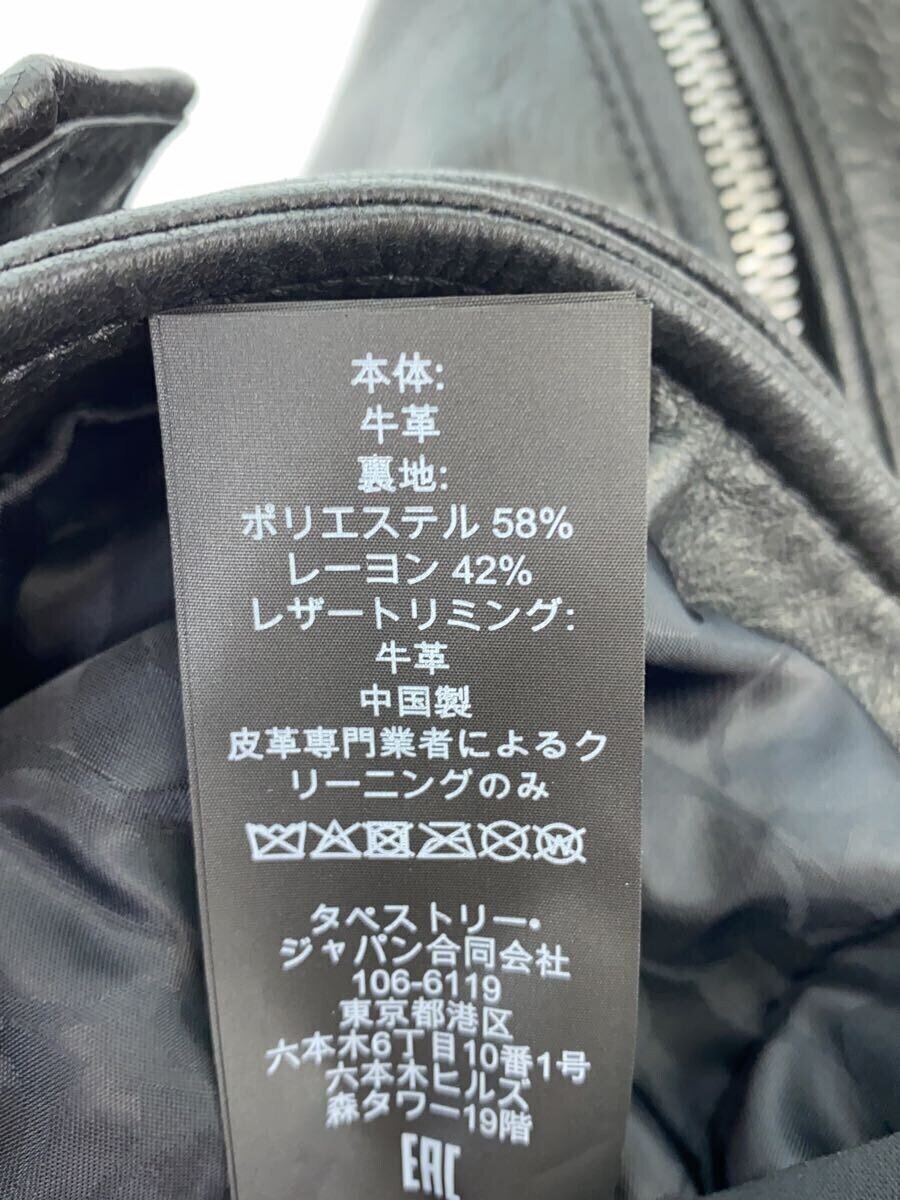 本体:
牛革
裏地:
ポリエステル 58%
レーヨン 42%
レザートリミング:
牛革
中国製
皮革専門業者によるク
リーニングのみ
W
タペストリー・
ジャパン合同会社
106-6119
東京都港区
六本木6丁目10番1号
六本木ヒルズ
森タワー19階
EAC